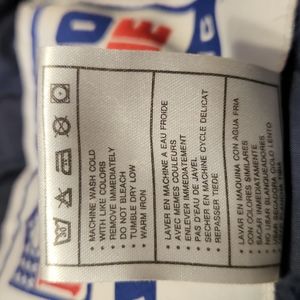 • MACHINE WASH COLD
• WITH LIKE COLORS
• REMOVE IMMEDIATELY
• DO NOT BLEACH
• TUMBLE DRY LOW
• WARM IRON
• LAVER EN MACHINE A EAU FROIDE
• AVEC MEMES COULEURS
• ENLEVER IMMEDIATEMENT
• PAS D'EAU DE JAVEL
• SECHER EN MACHINE CYCLE DELICAT
• REPASSER TIEDE
• LAVAR EN MAQUINA CON AGUA FRIA
• CON COLORES SIMILARES
• SACAR INMEDIATAMENTE
• NO USAR BLANQUEADORES